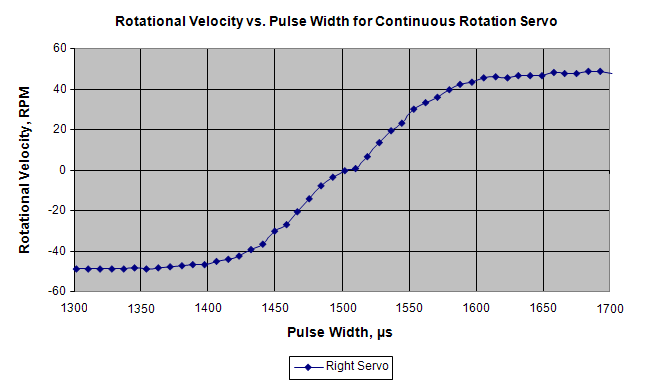 Rotational Velocity vs. Pulse Width for Continuous Rotation Servo
60
40
20
0
-20
-40
-60
Rotational Velocity, RPM
1300 1350 1400 1450 1500 1550 1600 1650 1700
Pulse Width, µs
Right Servo